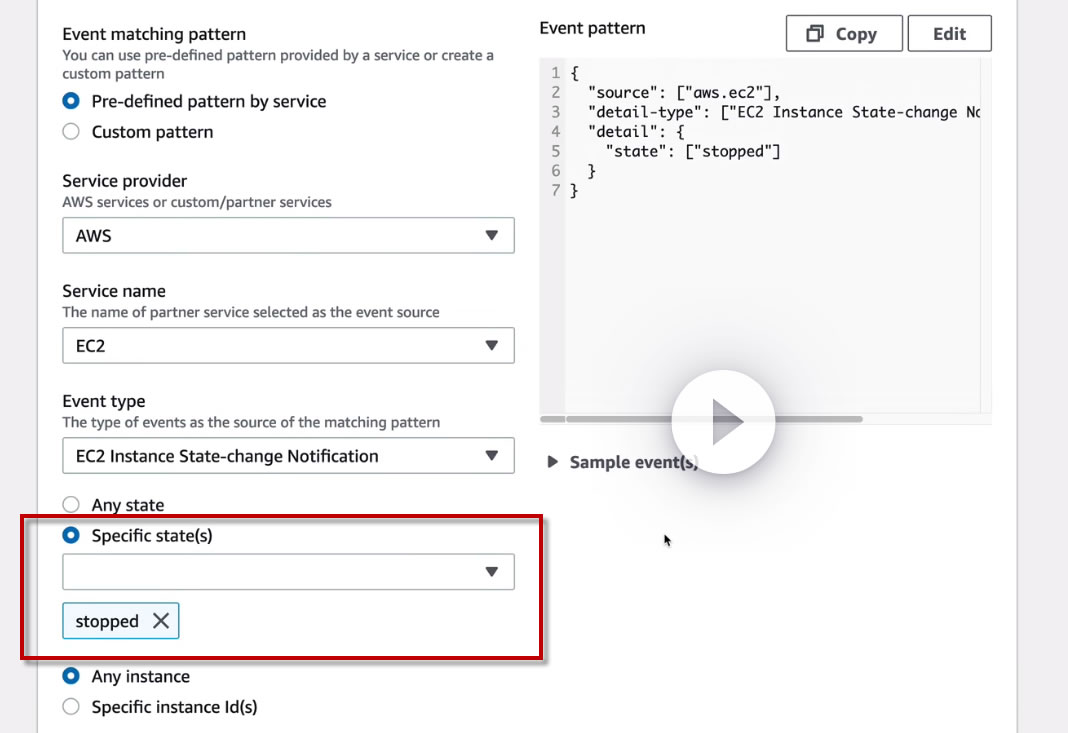 Event matching pattern
You can use pre-defined pattern provided by a service or create a
custom pattern
Pre-defined pattern by service
Custom pattern
Service provider
AWS services or custom/partner services
AWS
Service name
The name of partner service selected as the event source
EC2
Event type
The type of events as the source of the matching pattern
EC2 Instance State-change Notification
Any state
Specific state(s)
stopped
Any instance
Specific instance Id(s)
Event pattern
Copy
Edit
1 {
2 "source": ["aws.ec2"],
3 "detail-type": ["EC2 Instance State-change No
4 "detail": {
5 "state": ["stopped"]
6 }
7 }
Sample event(s)